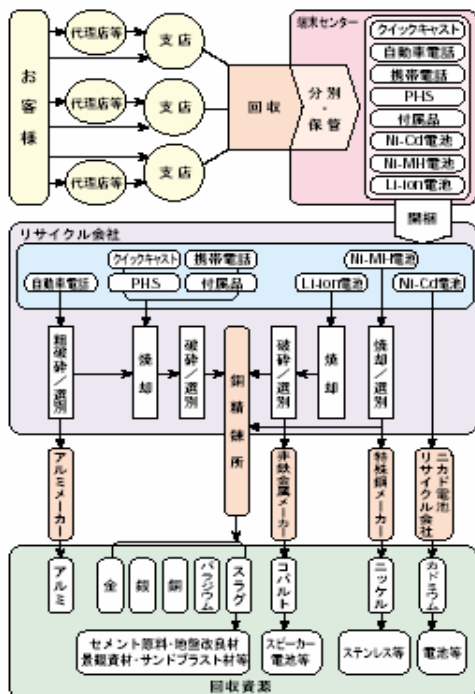 お客様
代理店等
支店
代理店等
支店
代理店等
支店
回収
分別・保管
端末センター
クイックキャスト
自動車電話
携帯電話
PHS
付属品
Ni-Cd電池
Ni-MH電池
Li-ion電池
開梱
リサイクル会社
自動車電話
クイックキャスト
携帯電話
PHS
付属品
Ni-MH電池
Li-ion電池
Ni-Cd電池
粗破砕/選別
焼却
破砕/選別
銅精錬所
破砕/選別
焼却
焼却/選別
アルミメーカー
非鉄金属メーカー
特殊鋼メーカー
ニカド電池
リサイクル会社
アルミ
金
銀
銅
パラジウム
スラグ
コバルト
ニッケル
カドミウム
セメント原料・地盤改良材
景観資材・サンドブラスト材等
スピーカー
電池等
ステンレス等
電池等
回収資源